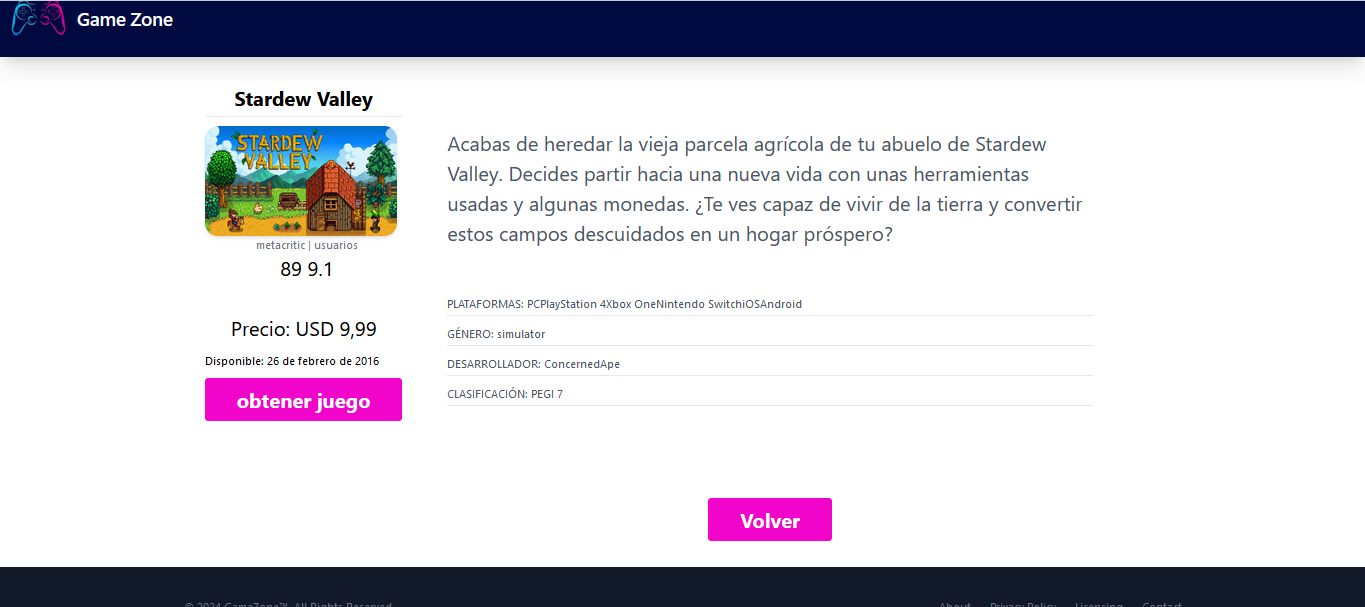 Game Zone
Stardew Valley
STARDEW
VALLEY
metacritic | usuarios
89 9.1
Precio: USD 9,99
Disponible: 26 de febrero de 2016
obtener juego
Acabas de heredar la vieja parcela agrícola de tu abuelo de Stardew
Valley. Decides partir hacia una nueva vida con unas herramientas
usadas y algunas monedas. ¿Te ves capaz de vivir de la tierra y convertir
estos campos descuidados en un hogar próspero?
PLATAFORMAS: PCPlayStation 4Xbox OneNintendo SwitchiOSAndroid
GÉNERO: simulator
DESARROLLADOR: ConcernedApe
CLASIFICACIÓN: PEGI 7
Volver
© 2024 GameZone™. All Rights Reserved.
About Privacy Policy Licensing Contact